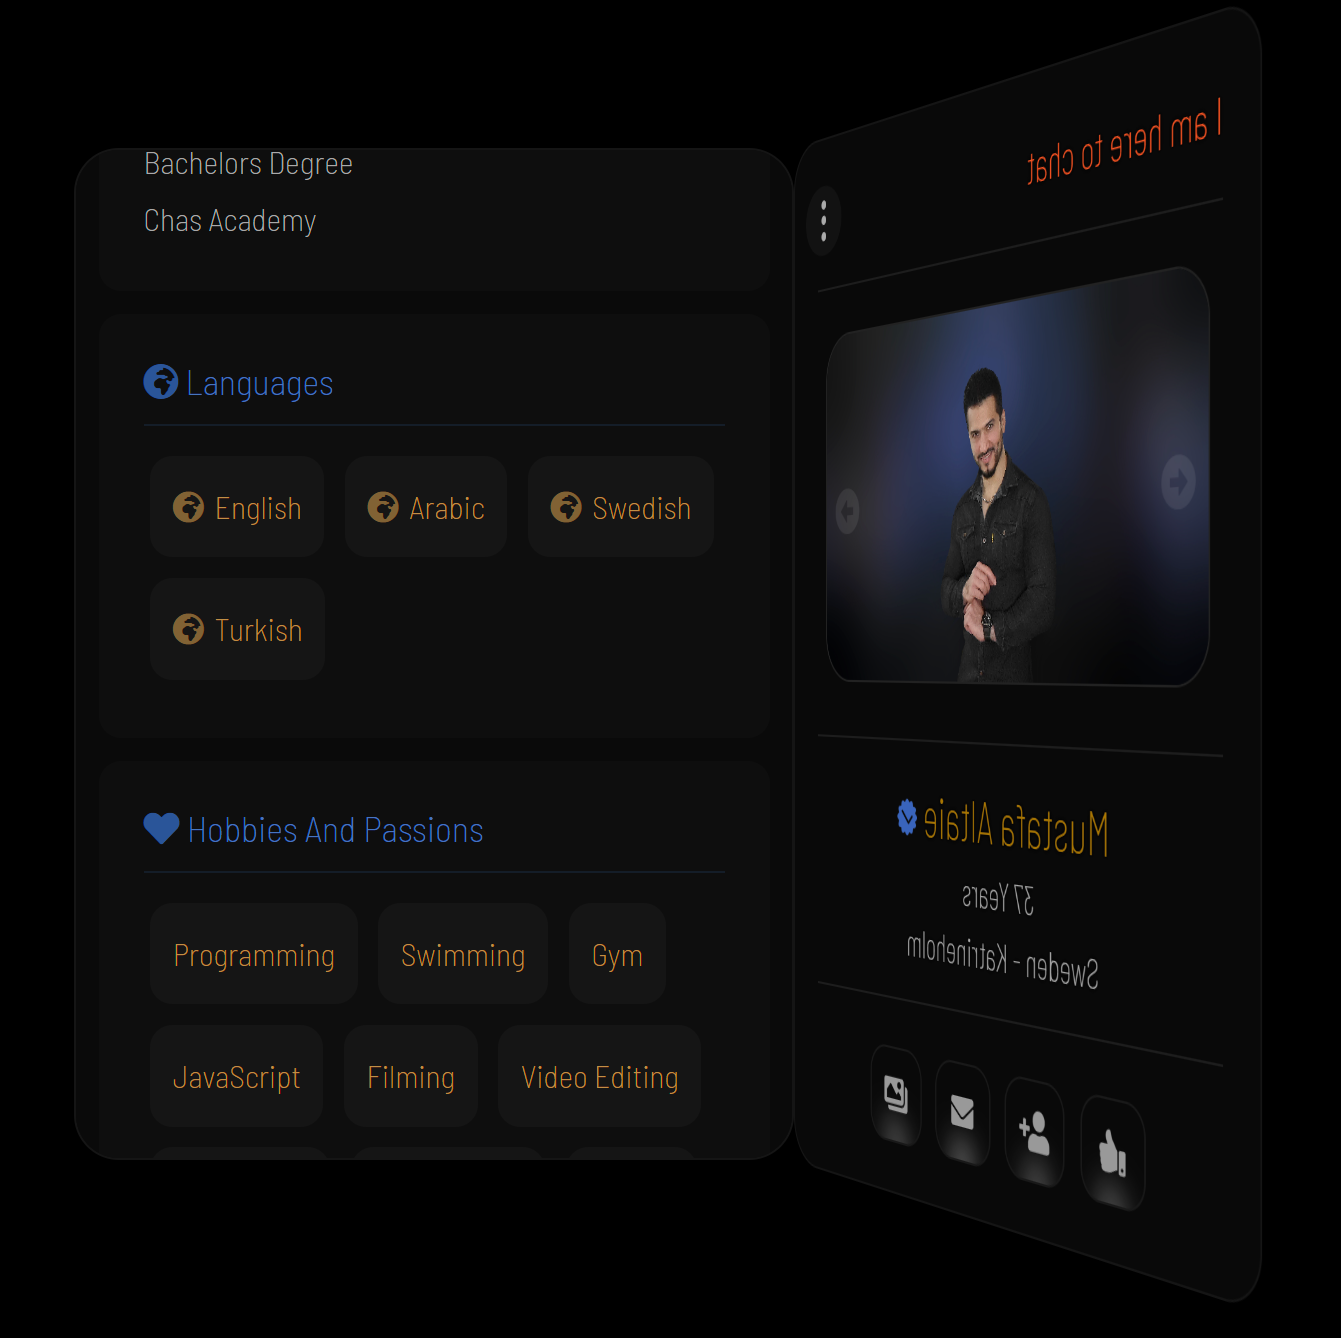 Bachelors Degree
Chas Academy
Languages
English Arabic Swedish
Turkish
Hobbies And Passions
Programming Swimming Gym
JavaScript Filming Video Editing
I am here to chat
Mustafa Altaie
37 Years
Sweden - Katrineholm